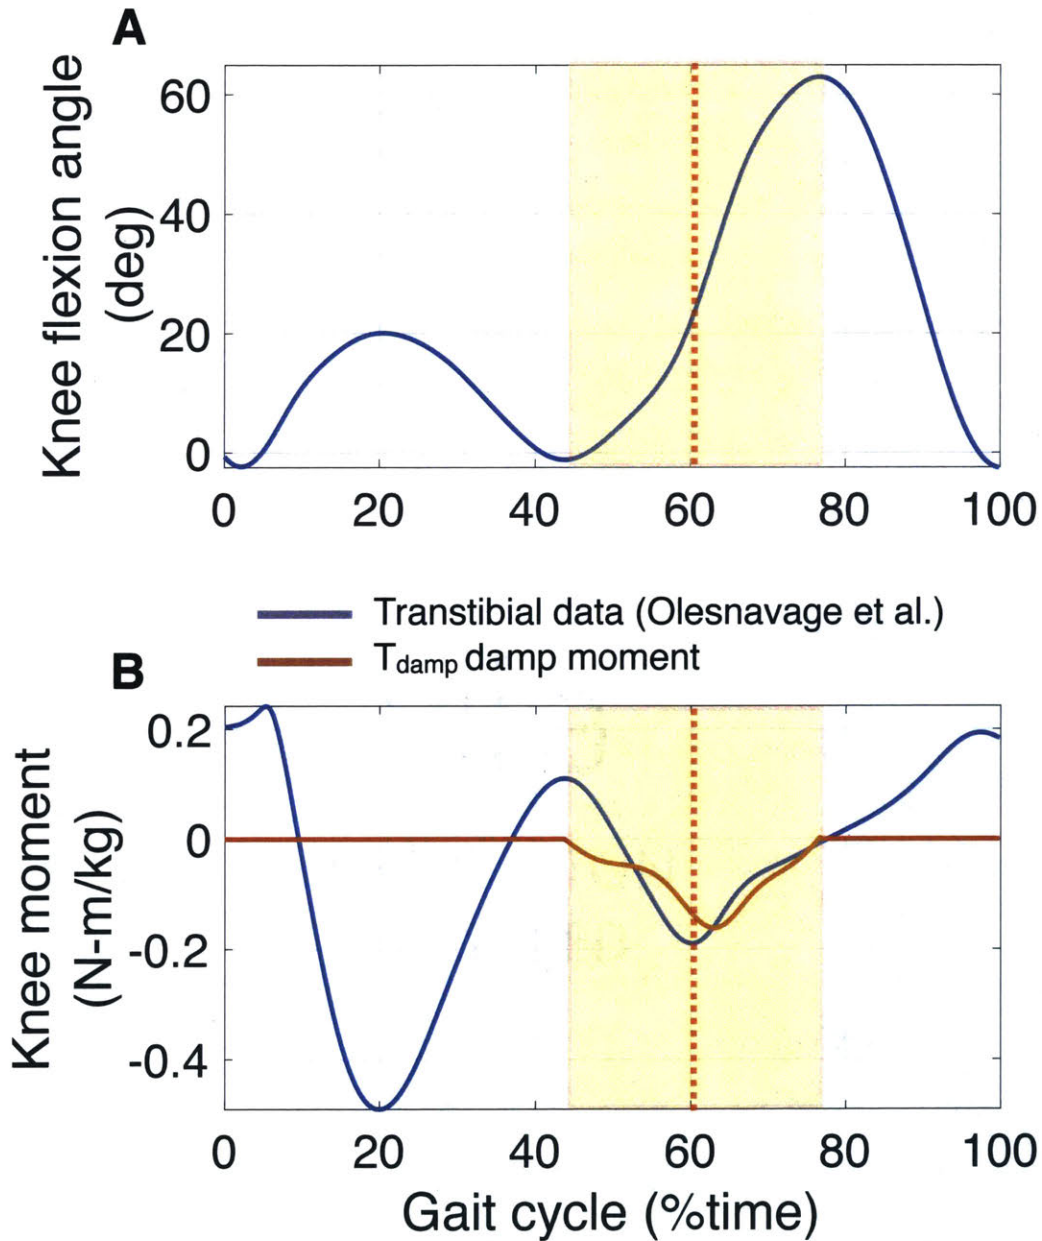 A
Knee flexion angle
(deg)
60
40
20
0
0 20 40 60 80 100
Transtibial data (Olesnavage et al.)
T_damp damp moment
B
Knee moment
(N-m/kg)
0.2
0
-0.2
-0.4
0 20 40 60 80 100
Gait cycle (%time)